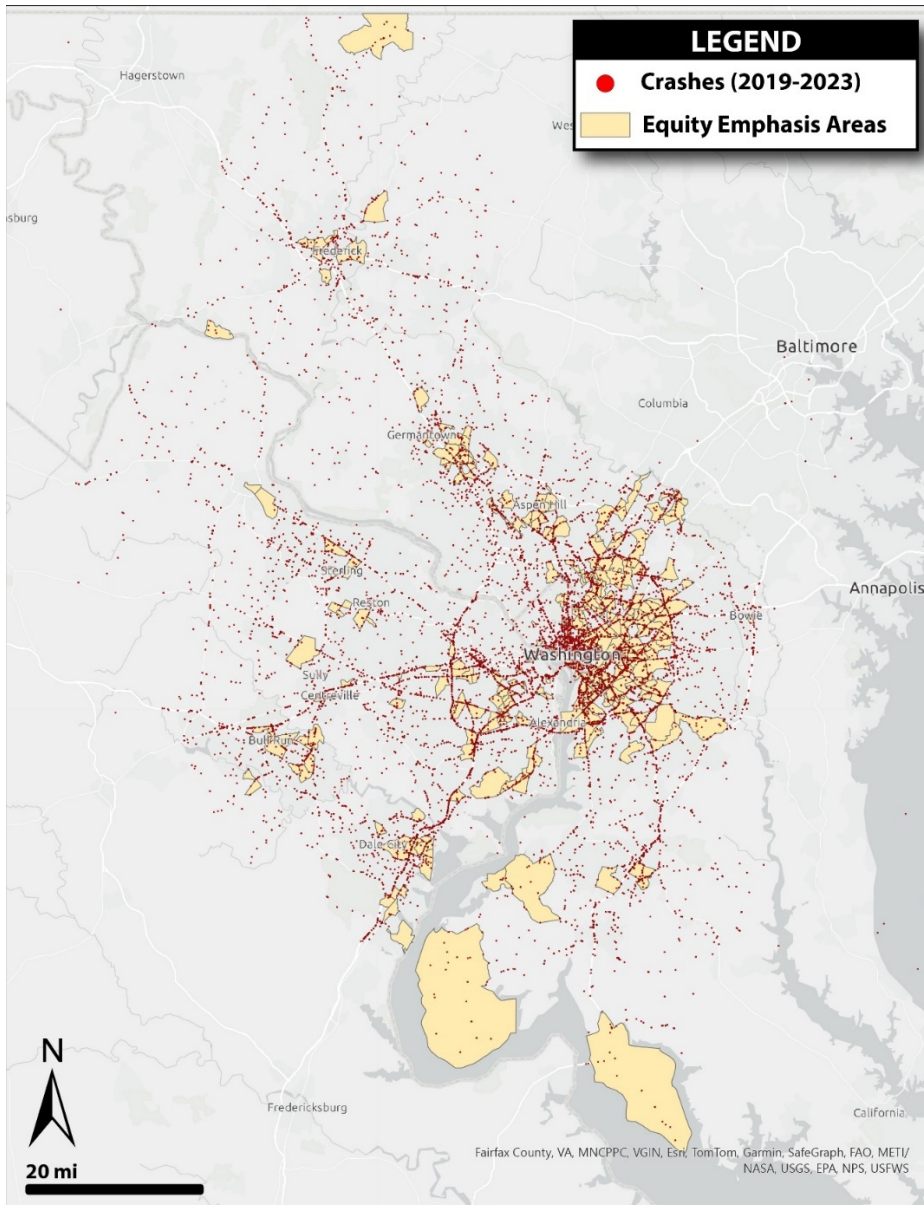 LEGEND
Crashes (2019-2023)
Equity Emphasis Areas
Hagerstown
Wes
sburg
Frederick
Baltimore
Columbia
Germantown
Aspen Hill
Sterling
Reston
Annapolis
Bowie
Washington
Sully
Centreville
Alexandria
Bull Run
Dale City
N
Fredericksburg
California
20 mi
Fairfax County, VA, MNCPPC, VGIN, Esri, TomTom, Garmin, SafeGraph, FAO, METI/
NASA, USGS, EPA, NPS, USFWS